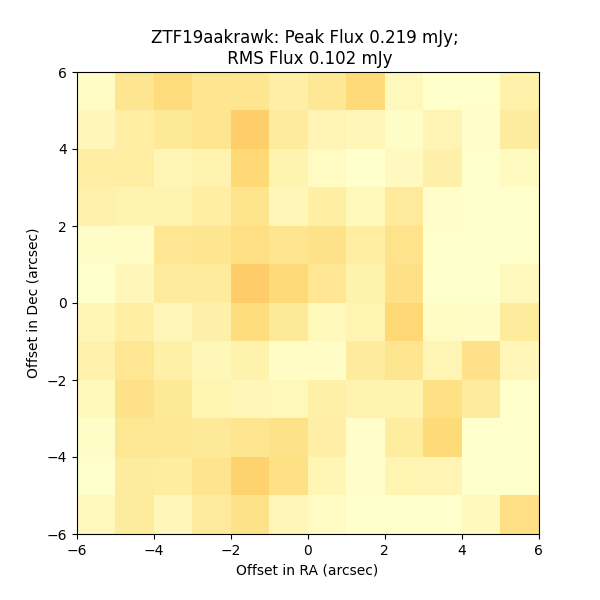 ZTF19aakrawk: Peak Flux 0.219 mJy;
RMS Flux 0.102 mJy
6
4
2
0
−2
−4
−6
Offset in Dec (arcsec)
−6 −4 −2 0 2 4 6
Offset in RA (arcsec)